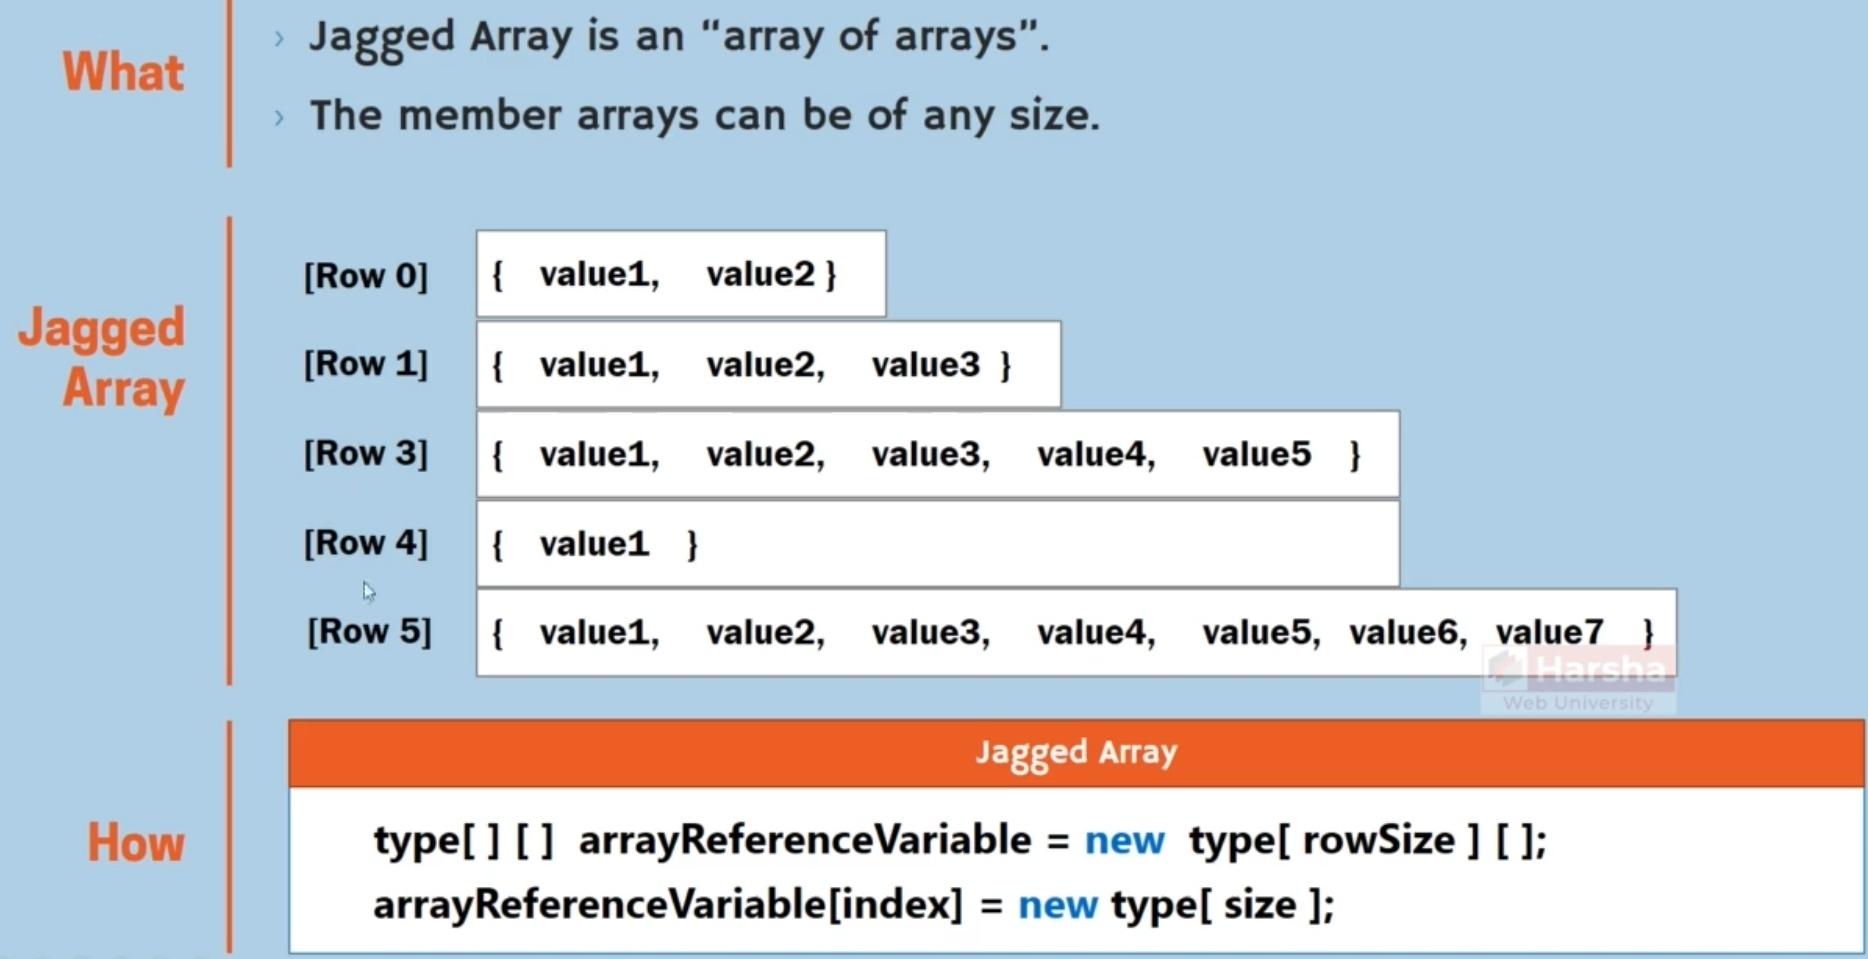 What
› Jagged Array is an “array of arrays”.
› The member arrays can be of any size.
Jagged
Array
[Row 0] { value1, value2 }
[Row 1] { value1, value2, value3 }
[Row 3] { value1, value2, value3, value4, value5 }
[Row 4] { value1 }
[Row 5] { value1, value2, value3, value4, value5, value6, value7 }
Harsha
Web University
How
Jagged Array
type[ ] [ ] arrayReferenceVariable = new type[ rowSize ] [ ];
arrayReferenceVariable[index] = new type[ size ];